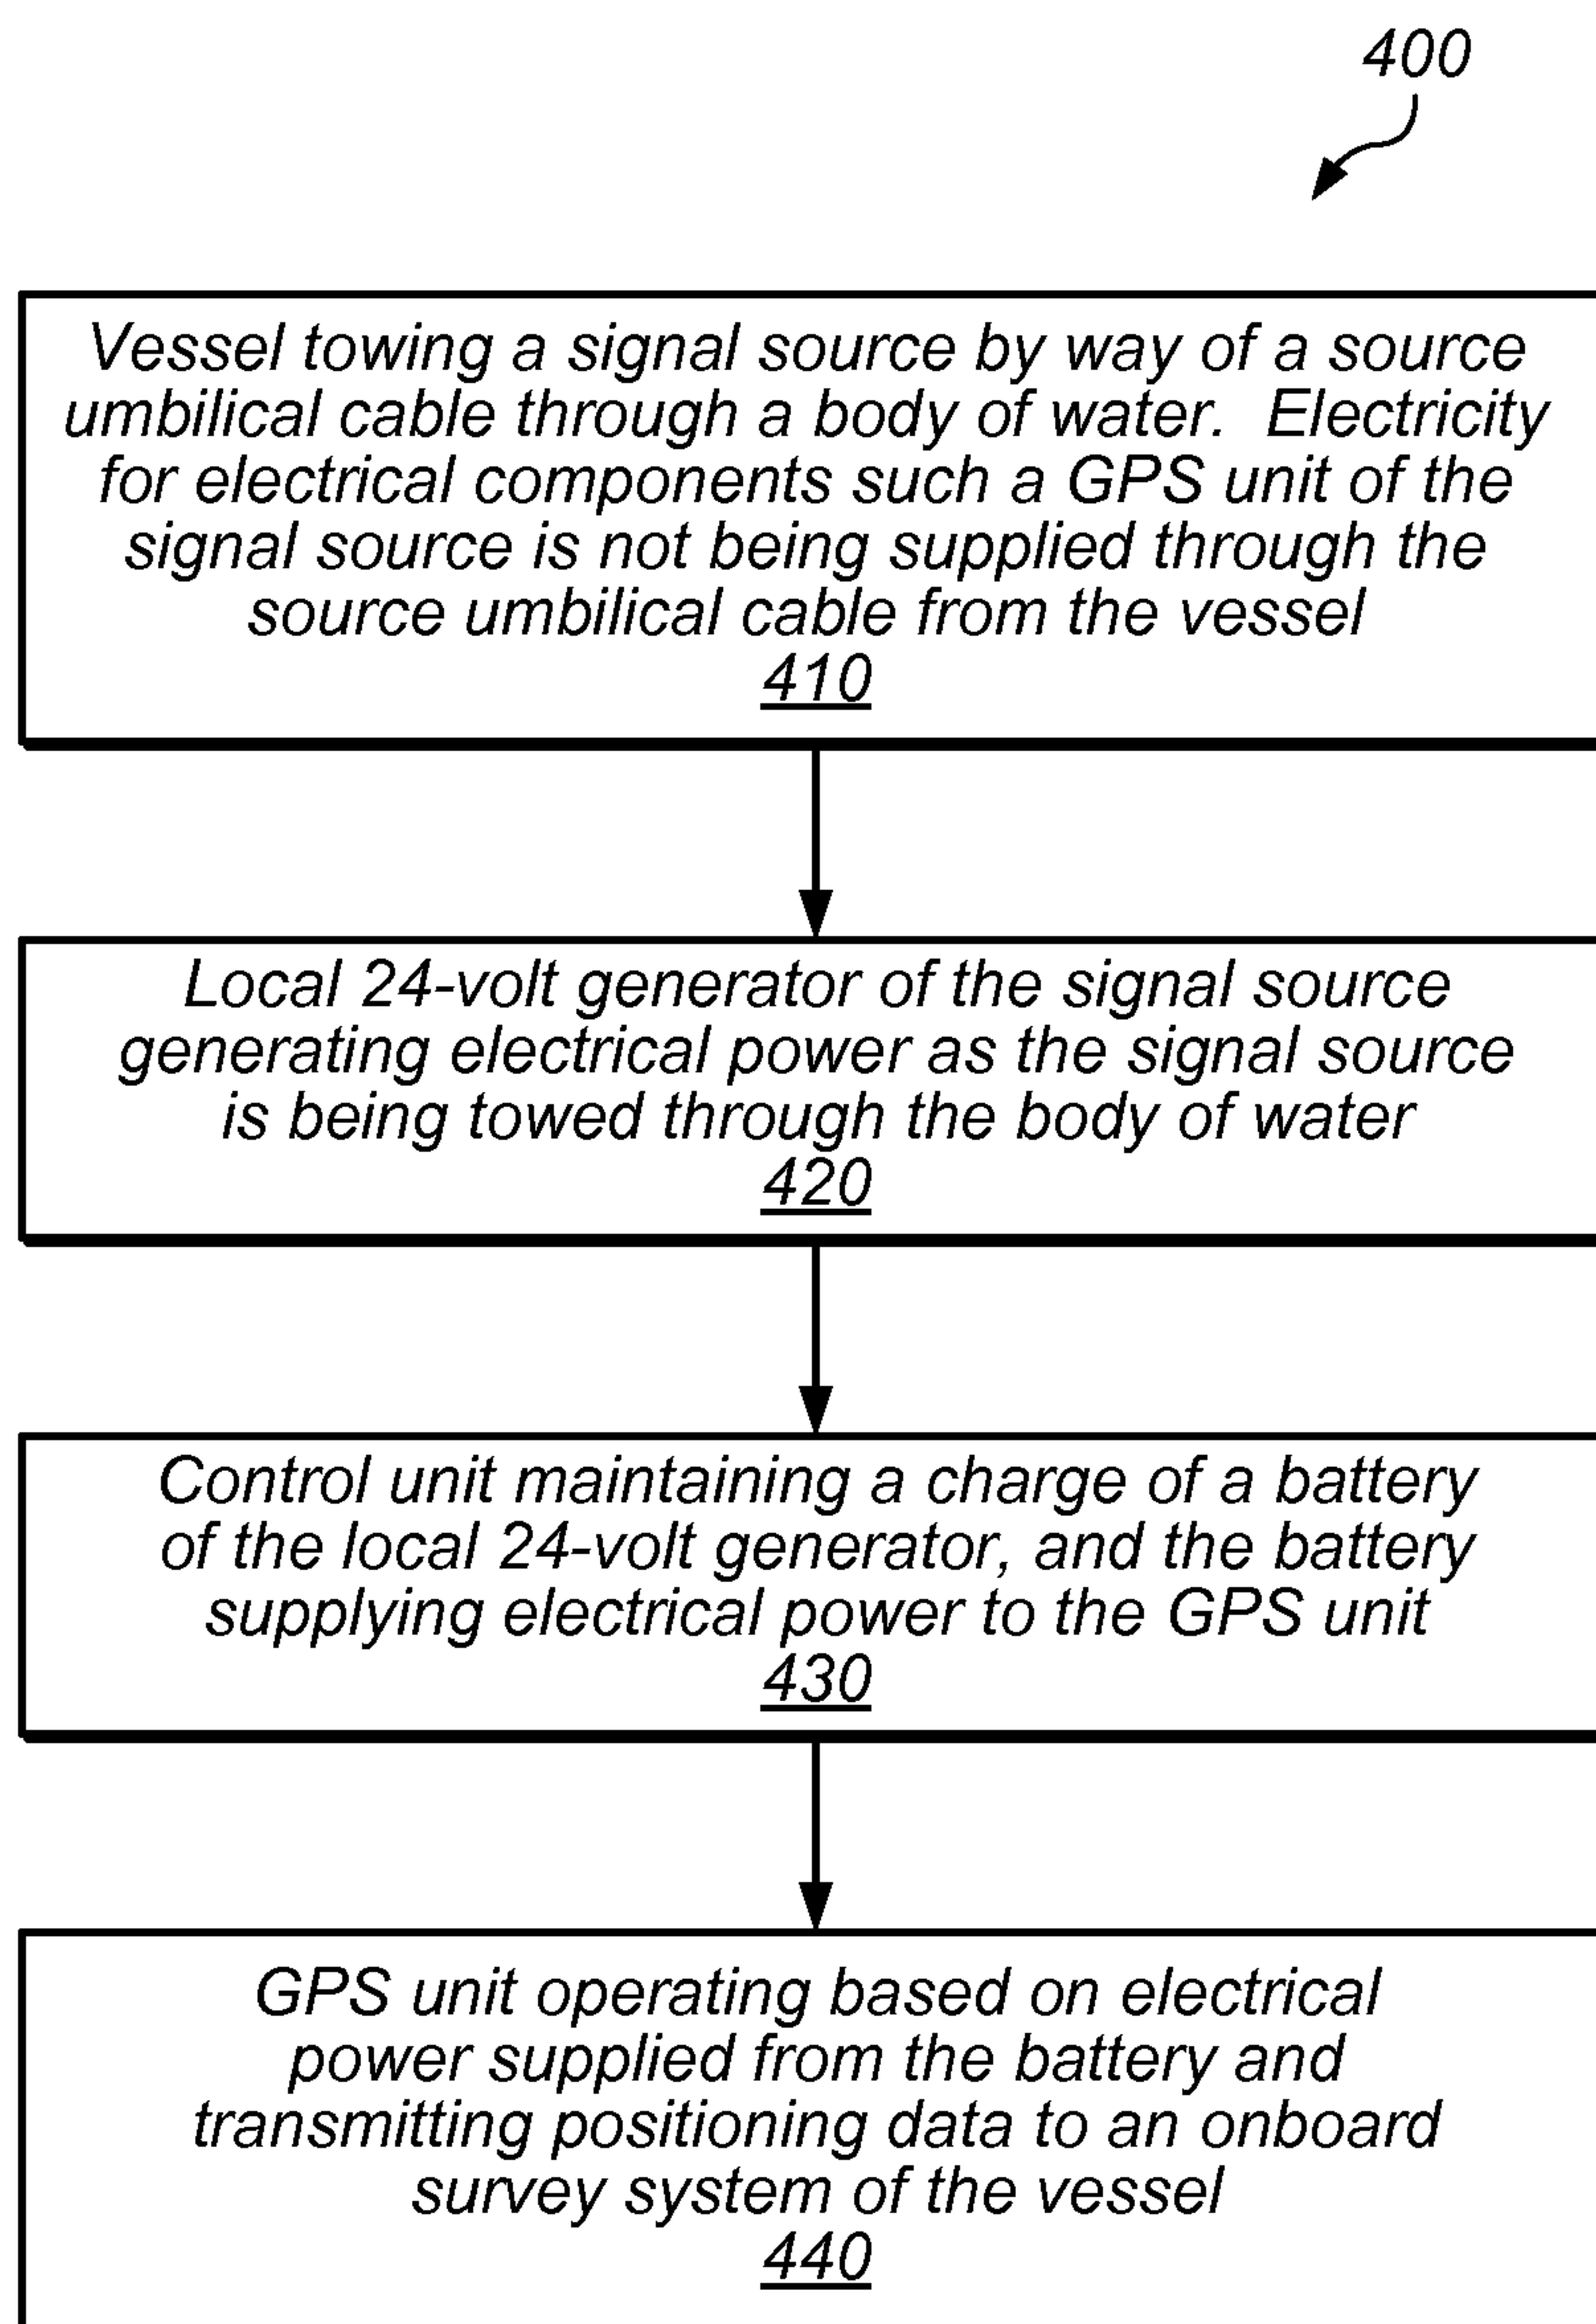 400
Vessel towing a signal source by way of a source
umbilical cable through a body of water.  Electricity
for electrical components such a GPS unit of the
signal source is not being supplied through the
source umbilical cable from the vessel
410
Local 24-volt generator of the signal source
generating electrical power as the signal source
is being towed through the body of water
420
Control unit maintaining a charge of a battery
of the local 24-volt generator, and the battery
supplying electrical power to the GPS unit
430
GPS unit operating based on electrical
power supplied from the battery and
transmitting positioning data to an onboard
survey system of the vessel
440